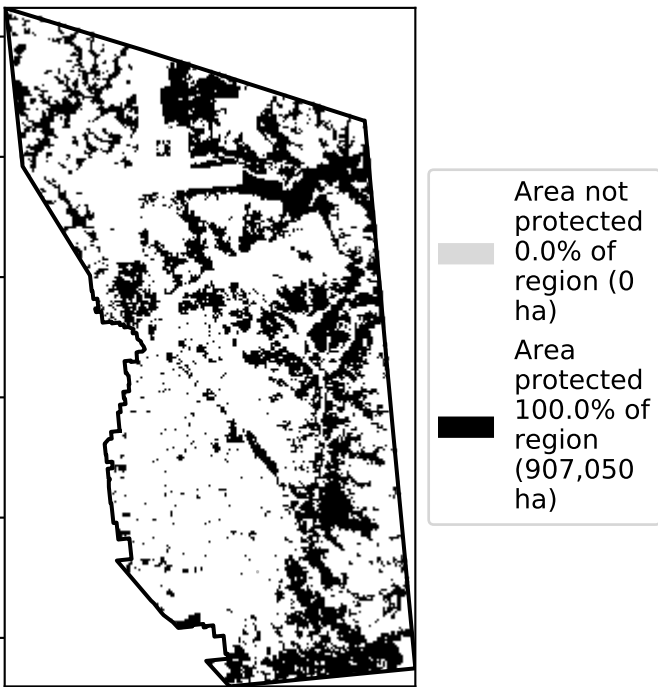 Area not
protected
0.0% of
region (0
ha)
Area
protected
100.0% of
region
(907,050
ha)